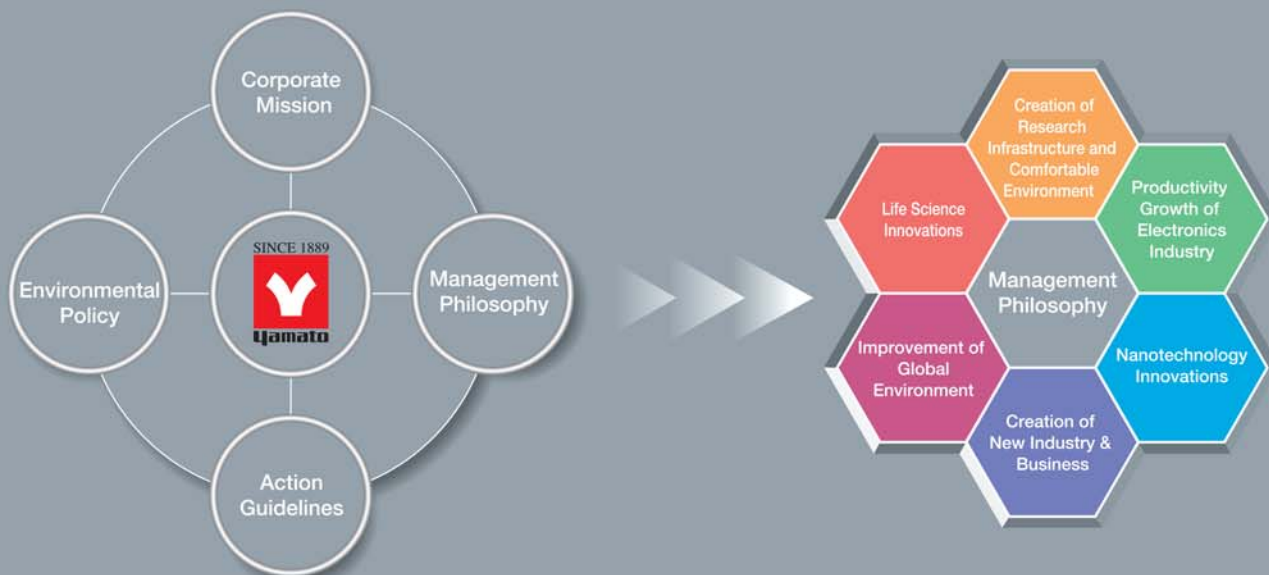 Corporate
Mission
Environmental
Policy
SINCE 1889
yamato
Management
Philosophy
Action
Guidelines
Creation of
Research
Infrastructure and
Comfortable
Environment
Life Science
Innovations
Productivity
Growth of
Electronics
Industry
Management
Philosophy
Improvement of
Global
Environment
Nanotechnology
Innovations
Creation of
New Industry &
Business